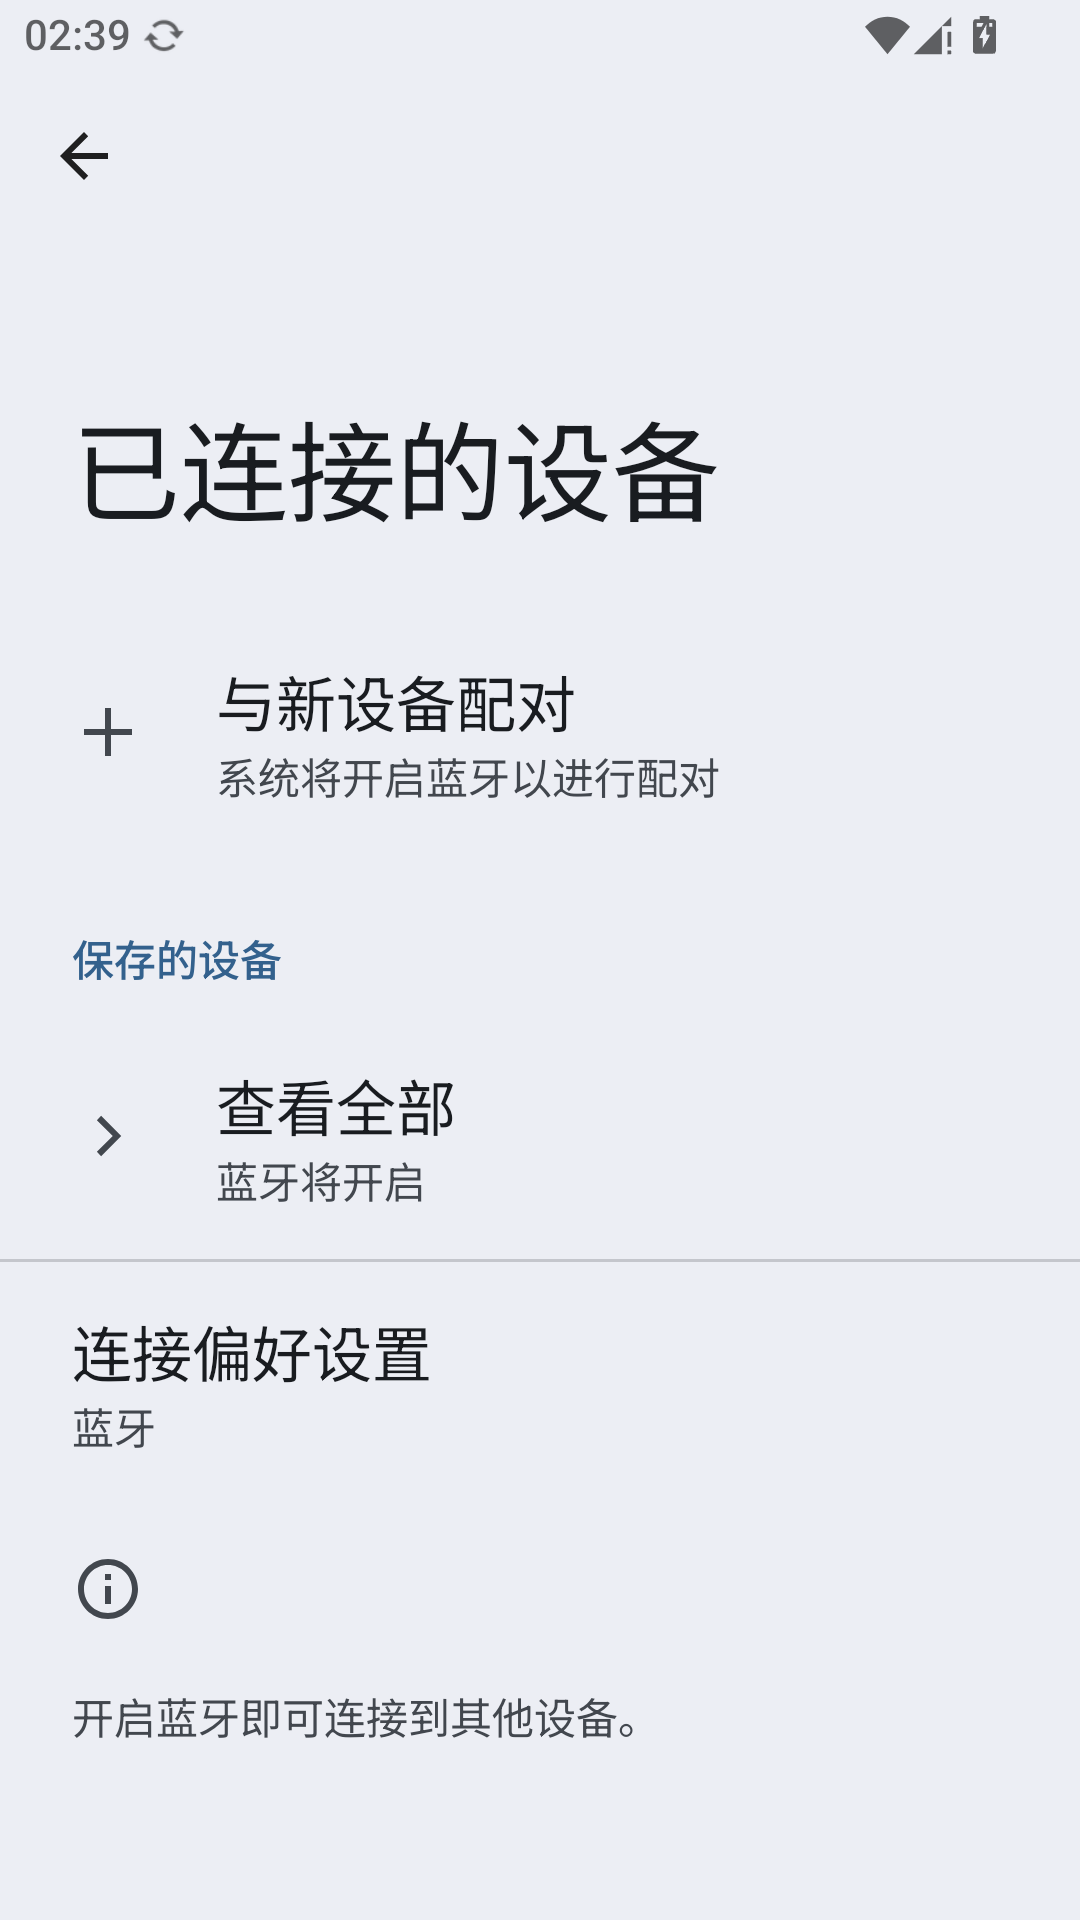 02:39
已连接的设备
与新设备配对
系统将开启蓝牙以进行配对
保存的设备
查看全部
蓝牙将开启
连接偏好设置
蓝牙
开启蓝牙即可连接到其他设备。